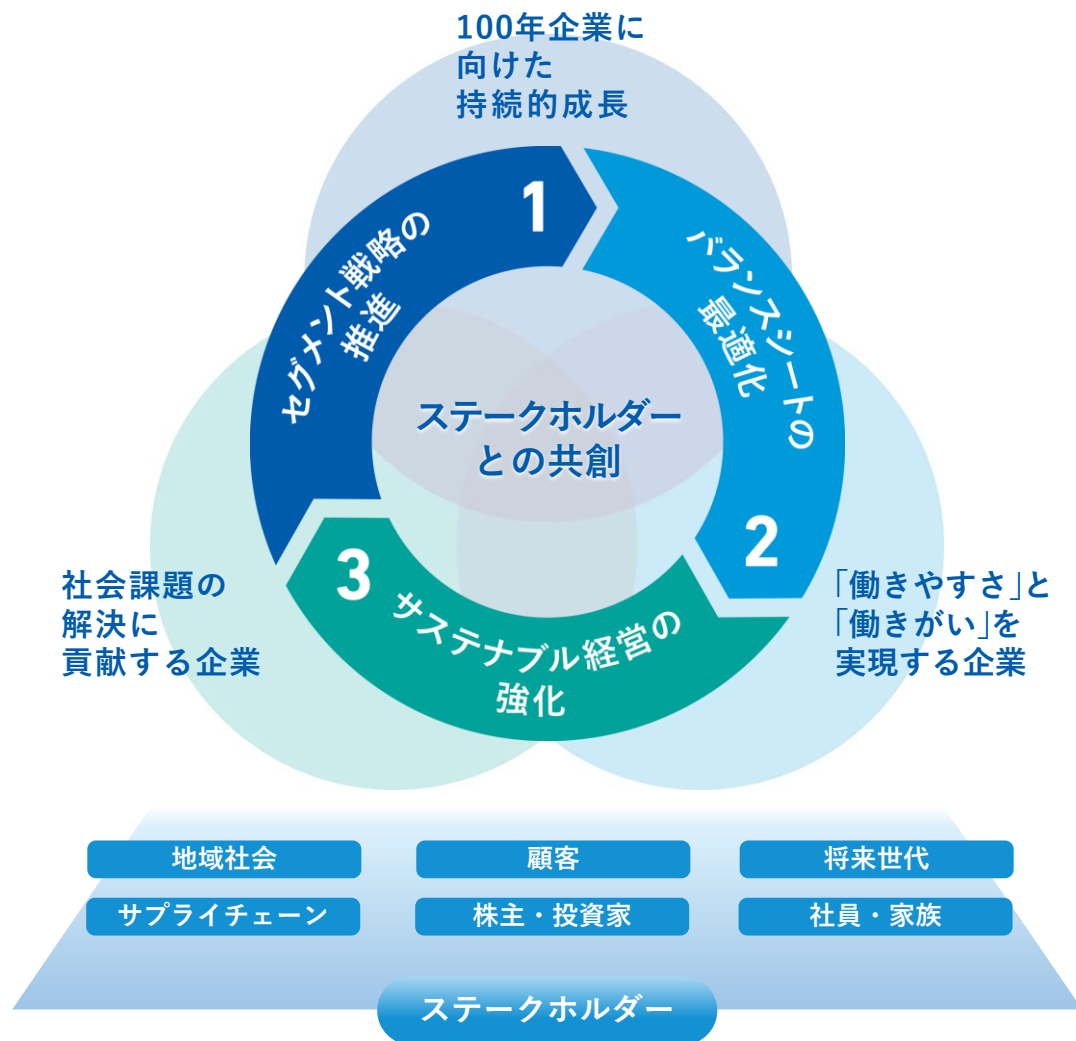 100年企業に
向けた
持続的成長
1
セグメント戦略の
推進
バランスシートの
最適化
2
ステークホルダー
との共創
3
サステナブル経営の
強化
社会課題の
解決に
貢献する企業
「働きやすさ」と
「働きがい」を
実現する企業
地域社会
顧客
将来世代
サプライチェーン
株主・投資家
社員・家族
ステークホルダー